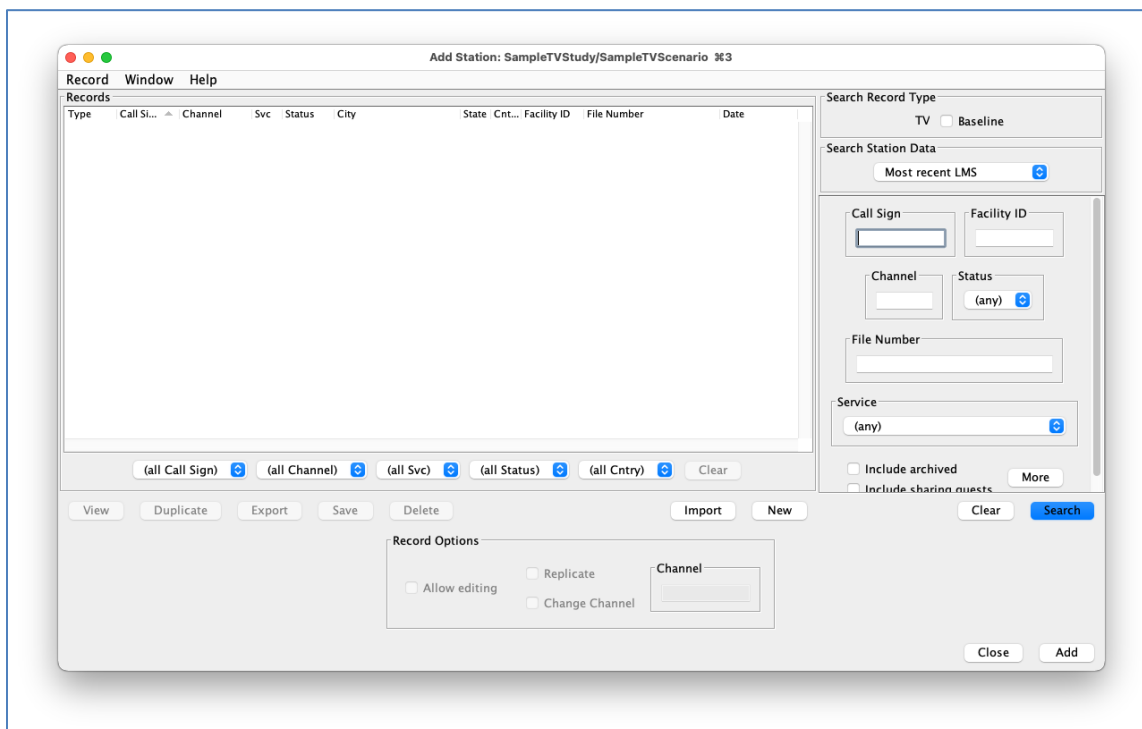 Add Station: SampleTVStudy/SampleTVScenario ⌘3
Record Window Help
Records
Type Call Si... Channel Svc Status City State Cnt... Facility ID File Number Date
Search Record Type
TV Baseline
Search Station Data
Most recent LMS
Call Sign Facility ID
Channel Status
(any)
File Number
Service
(any)
Include archived
More
Include sharing guests
(all Call Sign) (all Channel) (all Svc) (all Status) (all Cntry) Clear
View Duplicate Export Save Delete Import New Clear Search
Record Options
Allow editing
Replicate
Change Channel
Channel
Close Add